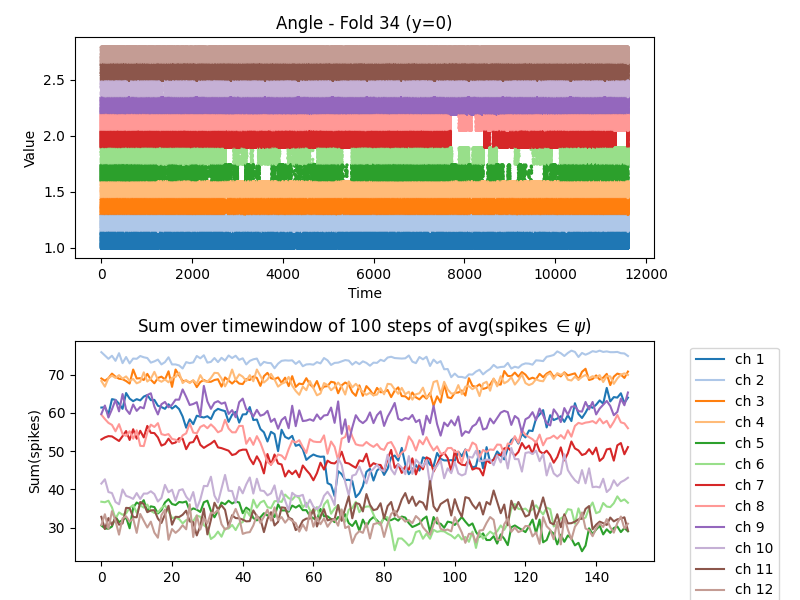 Angle - Fold 34 (y=0)
Value
2.5
2.0
1.5
1.0
0
2000
4000
6000
8000
10000
12000
Time
Sum over timewindow of 100 steps of avg(spikes ∈ ψ)
Sum(spikes)
70
60
50
40
30
0
20
40
60
80
100
120
140
ch 1
ch 2
ch 3
ch 4
ch 5
ch 6
ch 7
ch 8
ch 9
ch 10
ch 11
ch 12